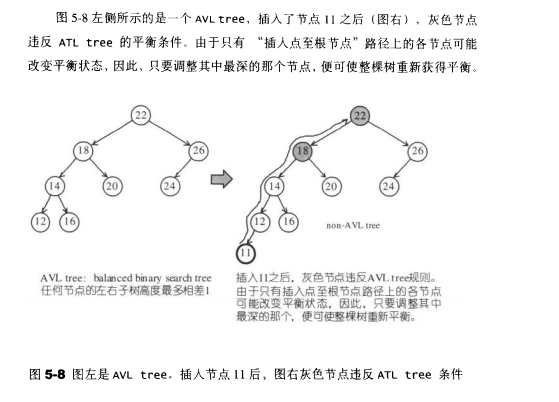 图 5-8 左侧所示的是一个 AVL tree，插入了节点 11 之后（图右），灰色节点
违反 ATL tree 的平衡条件。由于只有 “插入点至根节点”路径上的各节点可能
改变平衡状态，因此，只要调整其中最深的那个节点，便可使整棵树重新获得平衡。
22
22
18
26
18
26
14
20
24
14
20
24
12
16
12
16
non-AVL tree
11
AVL tree: balanced binary search tree
任何节点的左右子树高度最多相差1
插入11之后，灰色节点违反AVL tree规则。
由于只有插入点至根节点路径上的各节点
可能改变平衡状态，因此，只要调整其中
最深的那个，便可使整棵树重新平衡。
图 5-8 图左是 AVL tree。插人节点 11 后，图右灰色节点违反 ATL tree 条件